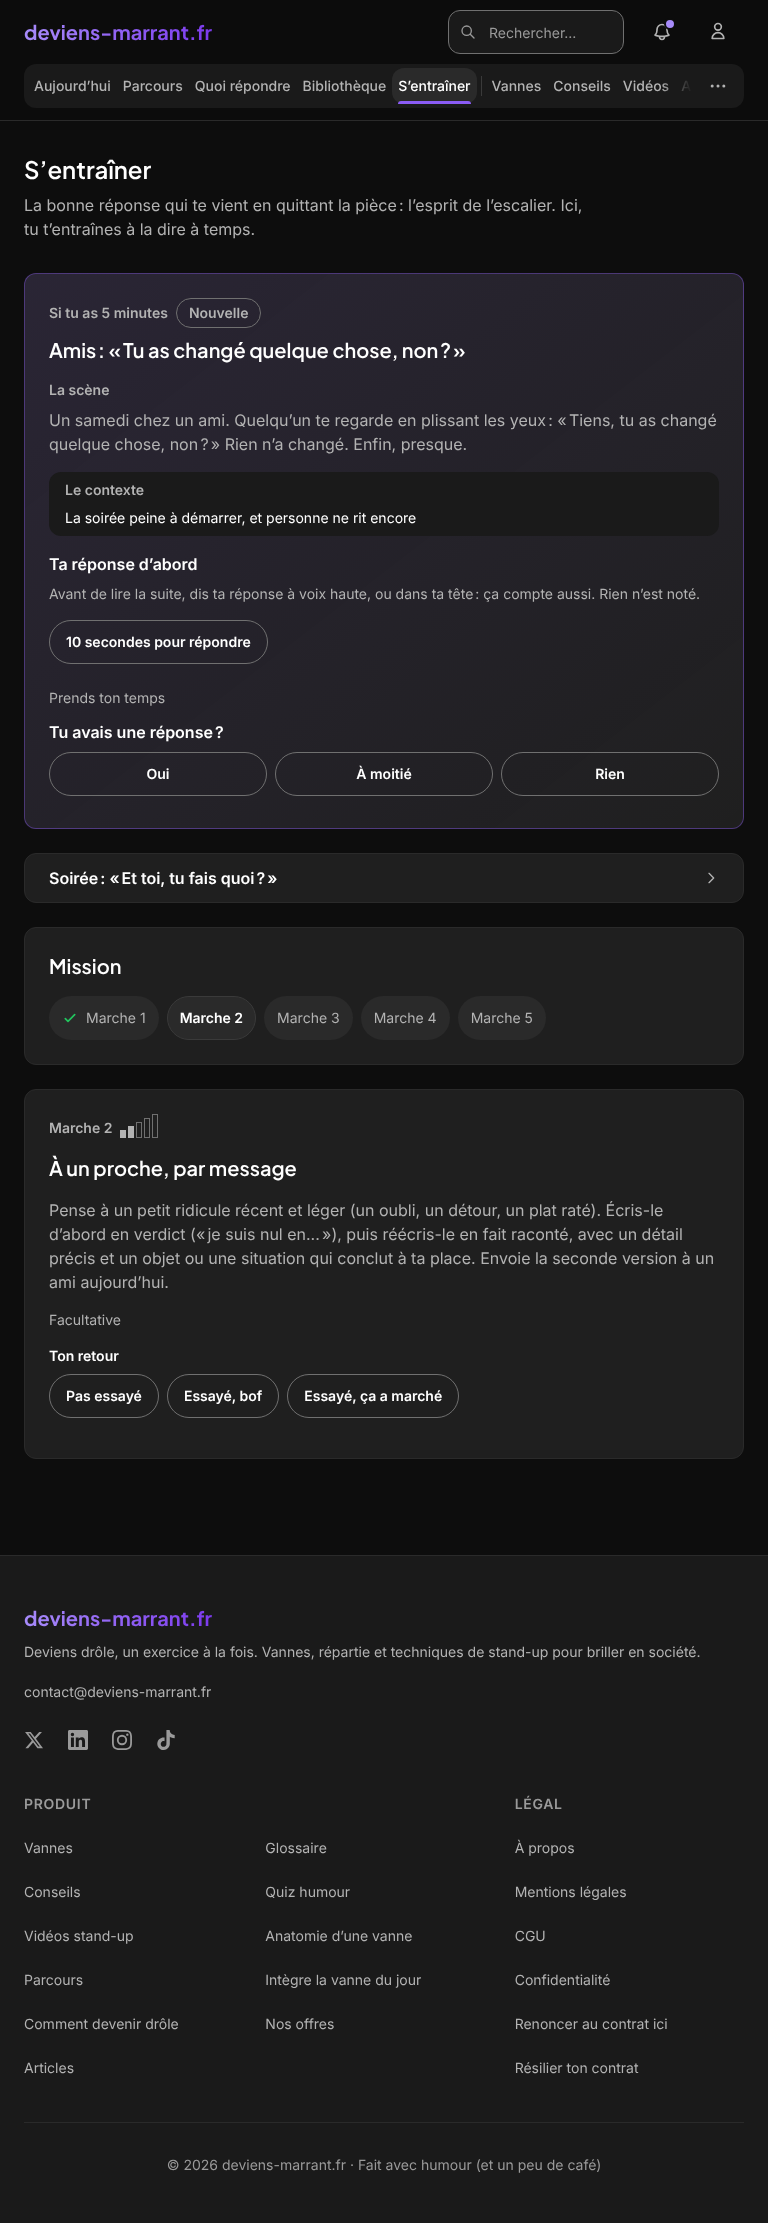 deviens-marrant.fr
Rechercher...
Aujourd’hui Parcours Quoi répondre Bibliothèque S’entraîner Vannes Conseils Vidéos
S’entraîner
La bonne réponse qui te vient en quittant la pièce : l’esprit de l’escalier. Ici,
tu t’entraînes à la dire à temps.
Si tu as 5 minutes Nouvelle
Amis : « Tu as changé quelque chose, non ? »
La scène
Un samedi chez un ami. Quelqu’un te regarde en plissant les yeux : « Tiens, tu as changé
quelque chose, non ? » Rien n’a changé. Enfin, presque.
Le contexte
La soirée peine à démarrer, et personne ne rit encore
Ta réponse d’abord
Avant de lire la suite, dis ta réponse à voix haute, ou dans ta tête : ça compte aussi. Rien n’est noté.
10 secondes pour répondre
Prends ton temps
Tu avais une réponse ?
Oui À moitié Rien
Soirée : « Et toi, tu fais quoi ? »
Mission
Marche 1 Marche 2 Marche 3 Marche 4 Marche 5
Marche 2
À un proche, par message
Pense à un petit ridicule récent et léger (un oubli, un détour, un plat raté). Écris-le
d’abord en verdict (« je suis nul en… »), puis réécris-le en fait raconté, avec un détail
précis et un objet ou une situation qui conclut à ta place. Envoie la seconde version à un
ami aujourd’hui.
Facultative
Ton retour
Pas essayé Essayé, bof Essayé, ça a marché
deviens-marrant.fr
Deviens drôle, un exercice à la fois. Vannes, répartie et techniques de stand-up pour briller en société.
contact@deviens-marrant.fr
PRODUIT LÉGAL
Vannes Glossaire À propos
Conseils Quiz humour Mentions légales
Vidéos stand-up Anatomie d’une vanne CGU
Parcours Intègre la vanne du jour Confidentialité
Comment devenir drôle Nos offres Renoncer au contrat ici
Articles Résilier ton contrat
© 2026 deviens-marrant.fr · Fait avec humour (et un peu de café)